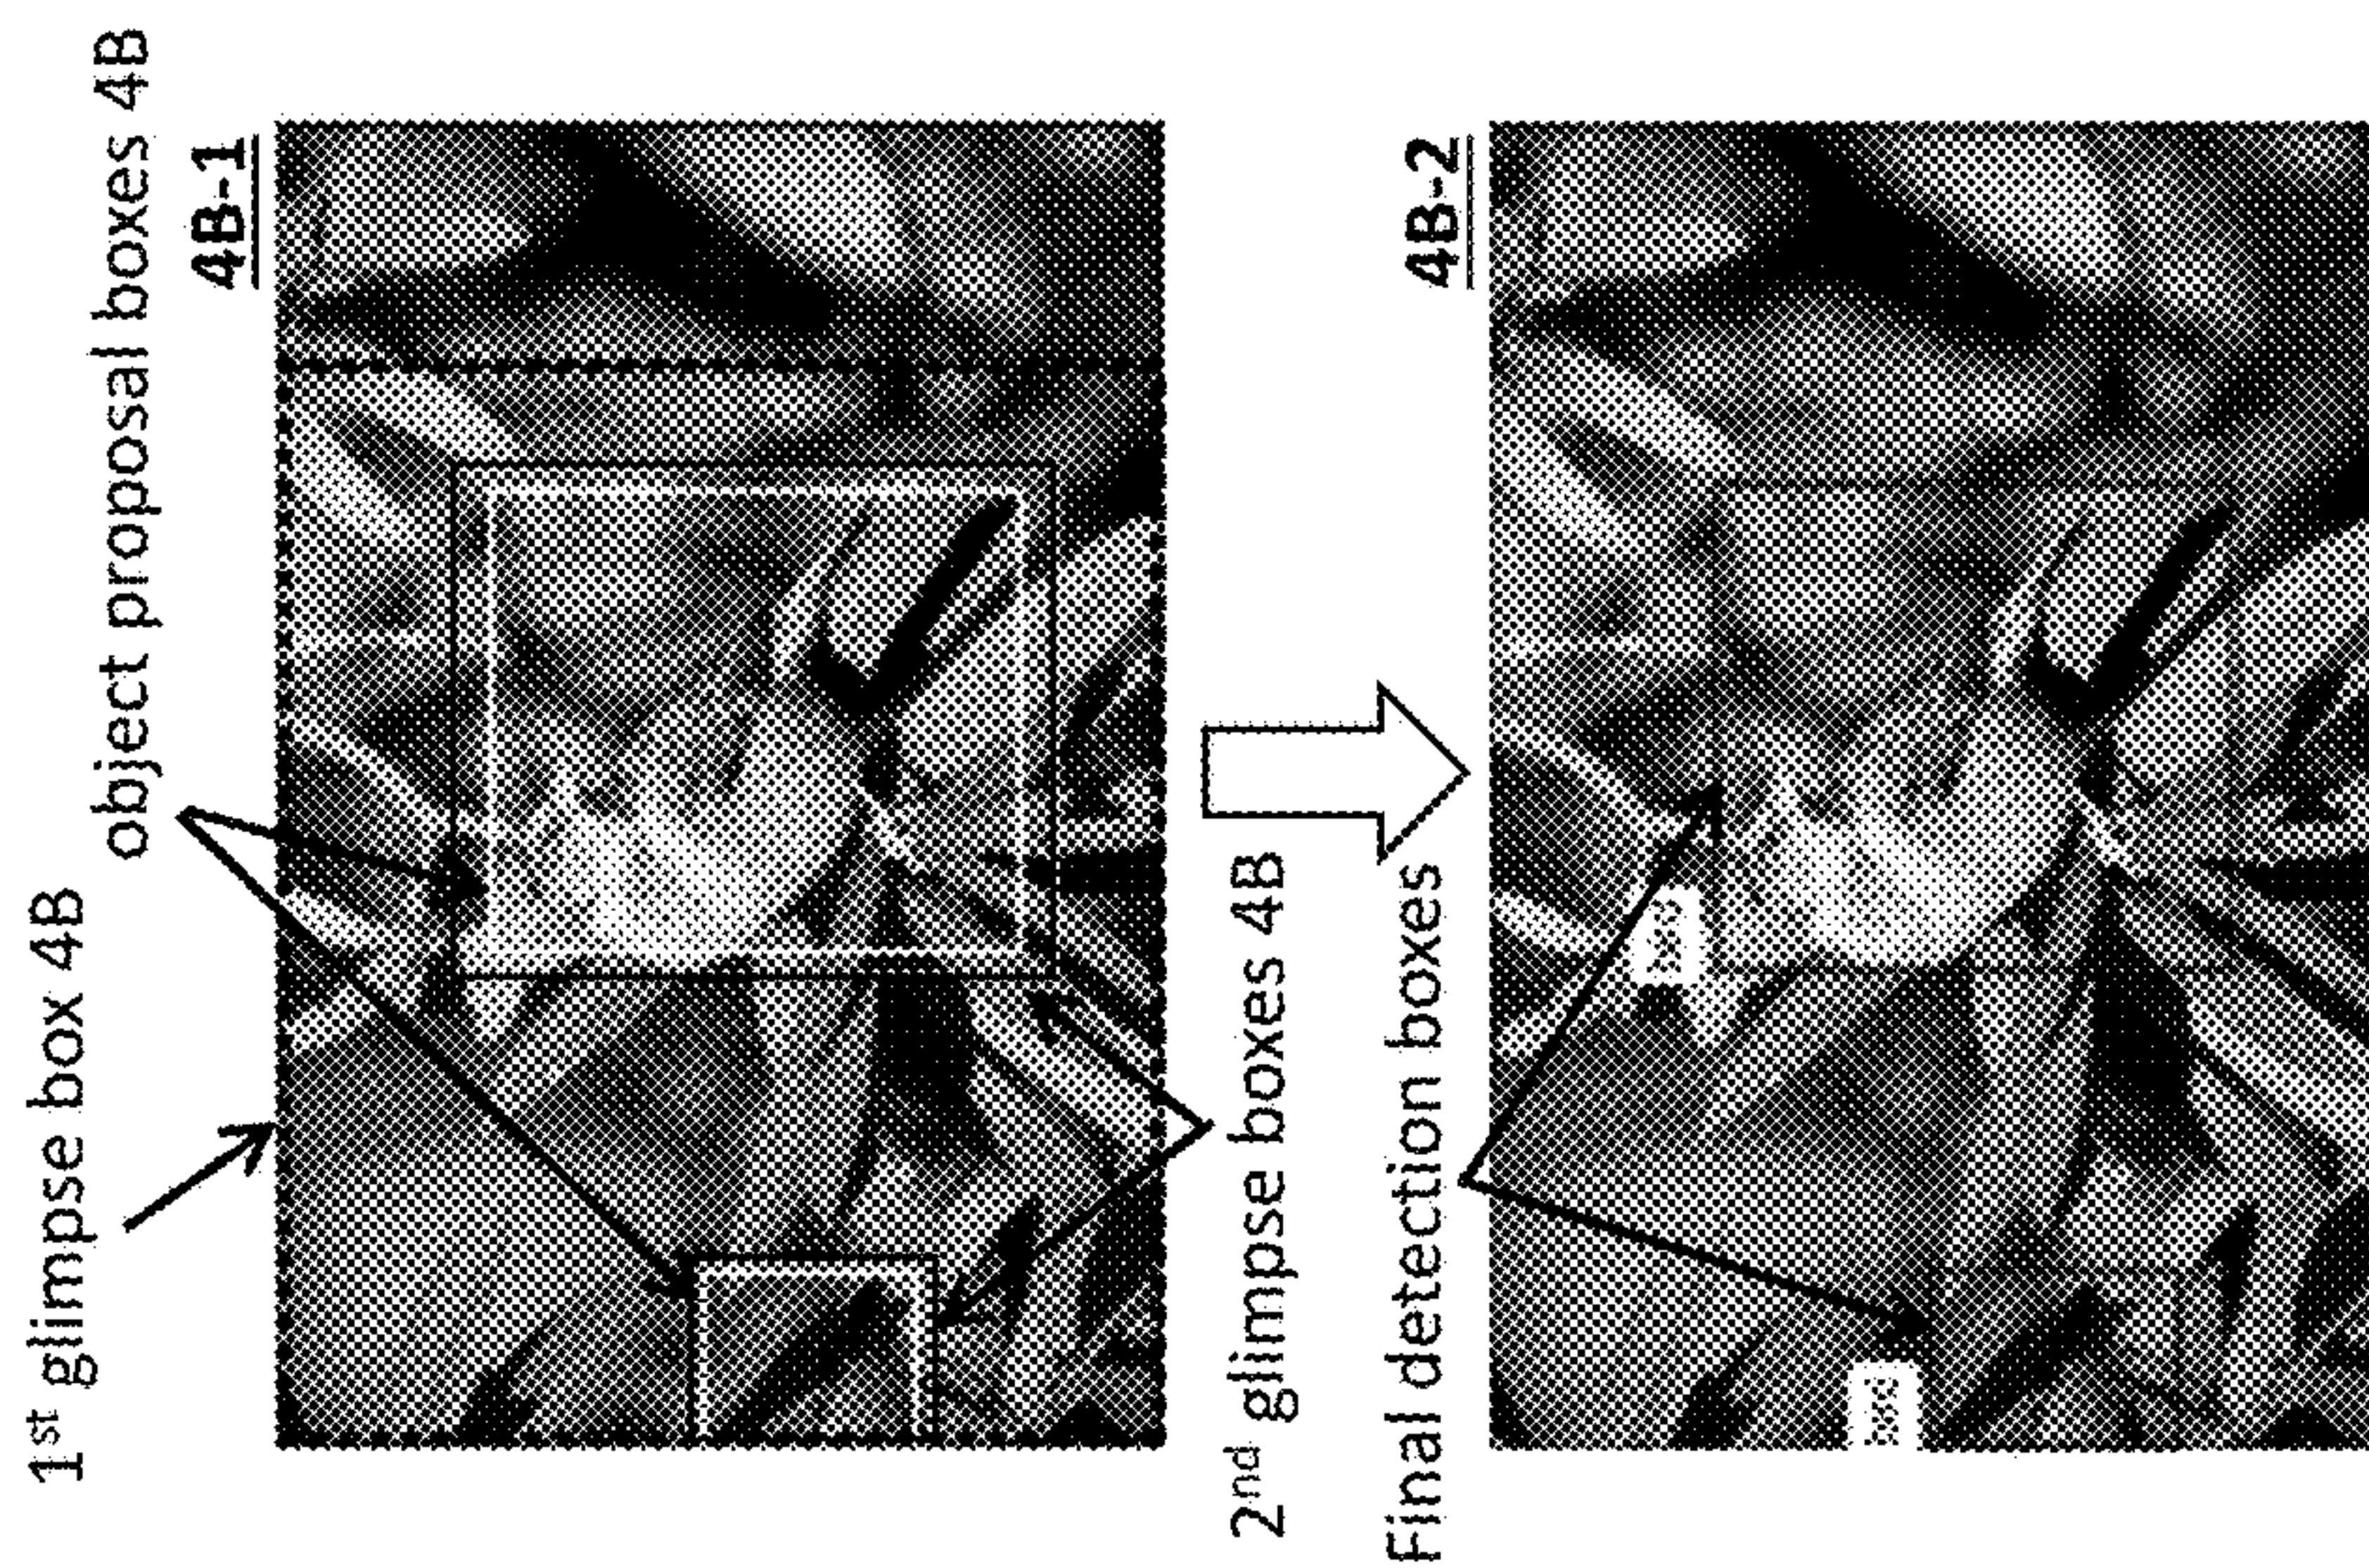 1st glimpse box 4B
object proposal boxes 4B
4B-1
2nd glimpse boxes 4B
Final detection boxes
4B-2